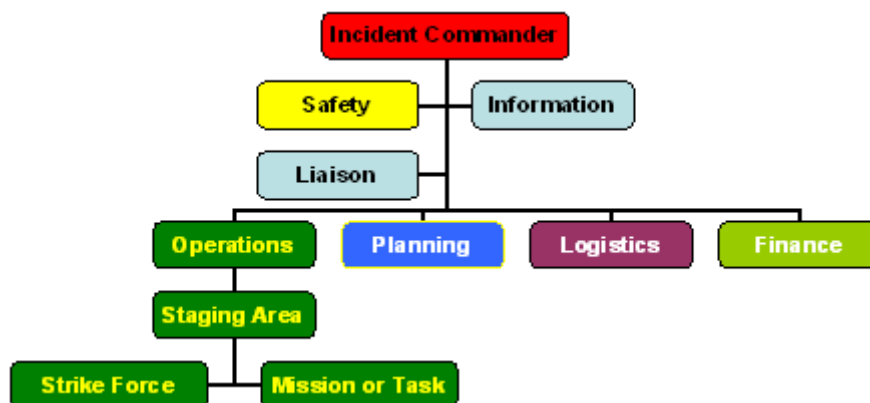 Incident Commander
Safety
Information
Liaison
Operations
Planning
Logistics
Finance
Staging Area
Strike Force
Mission or Task